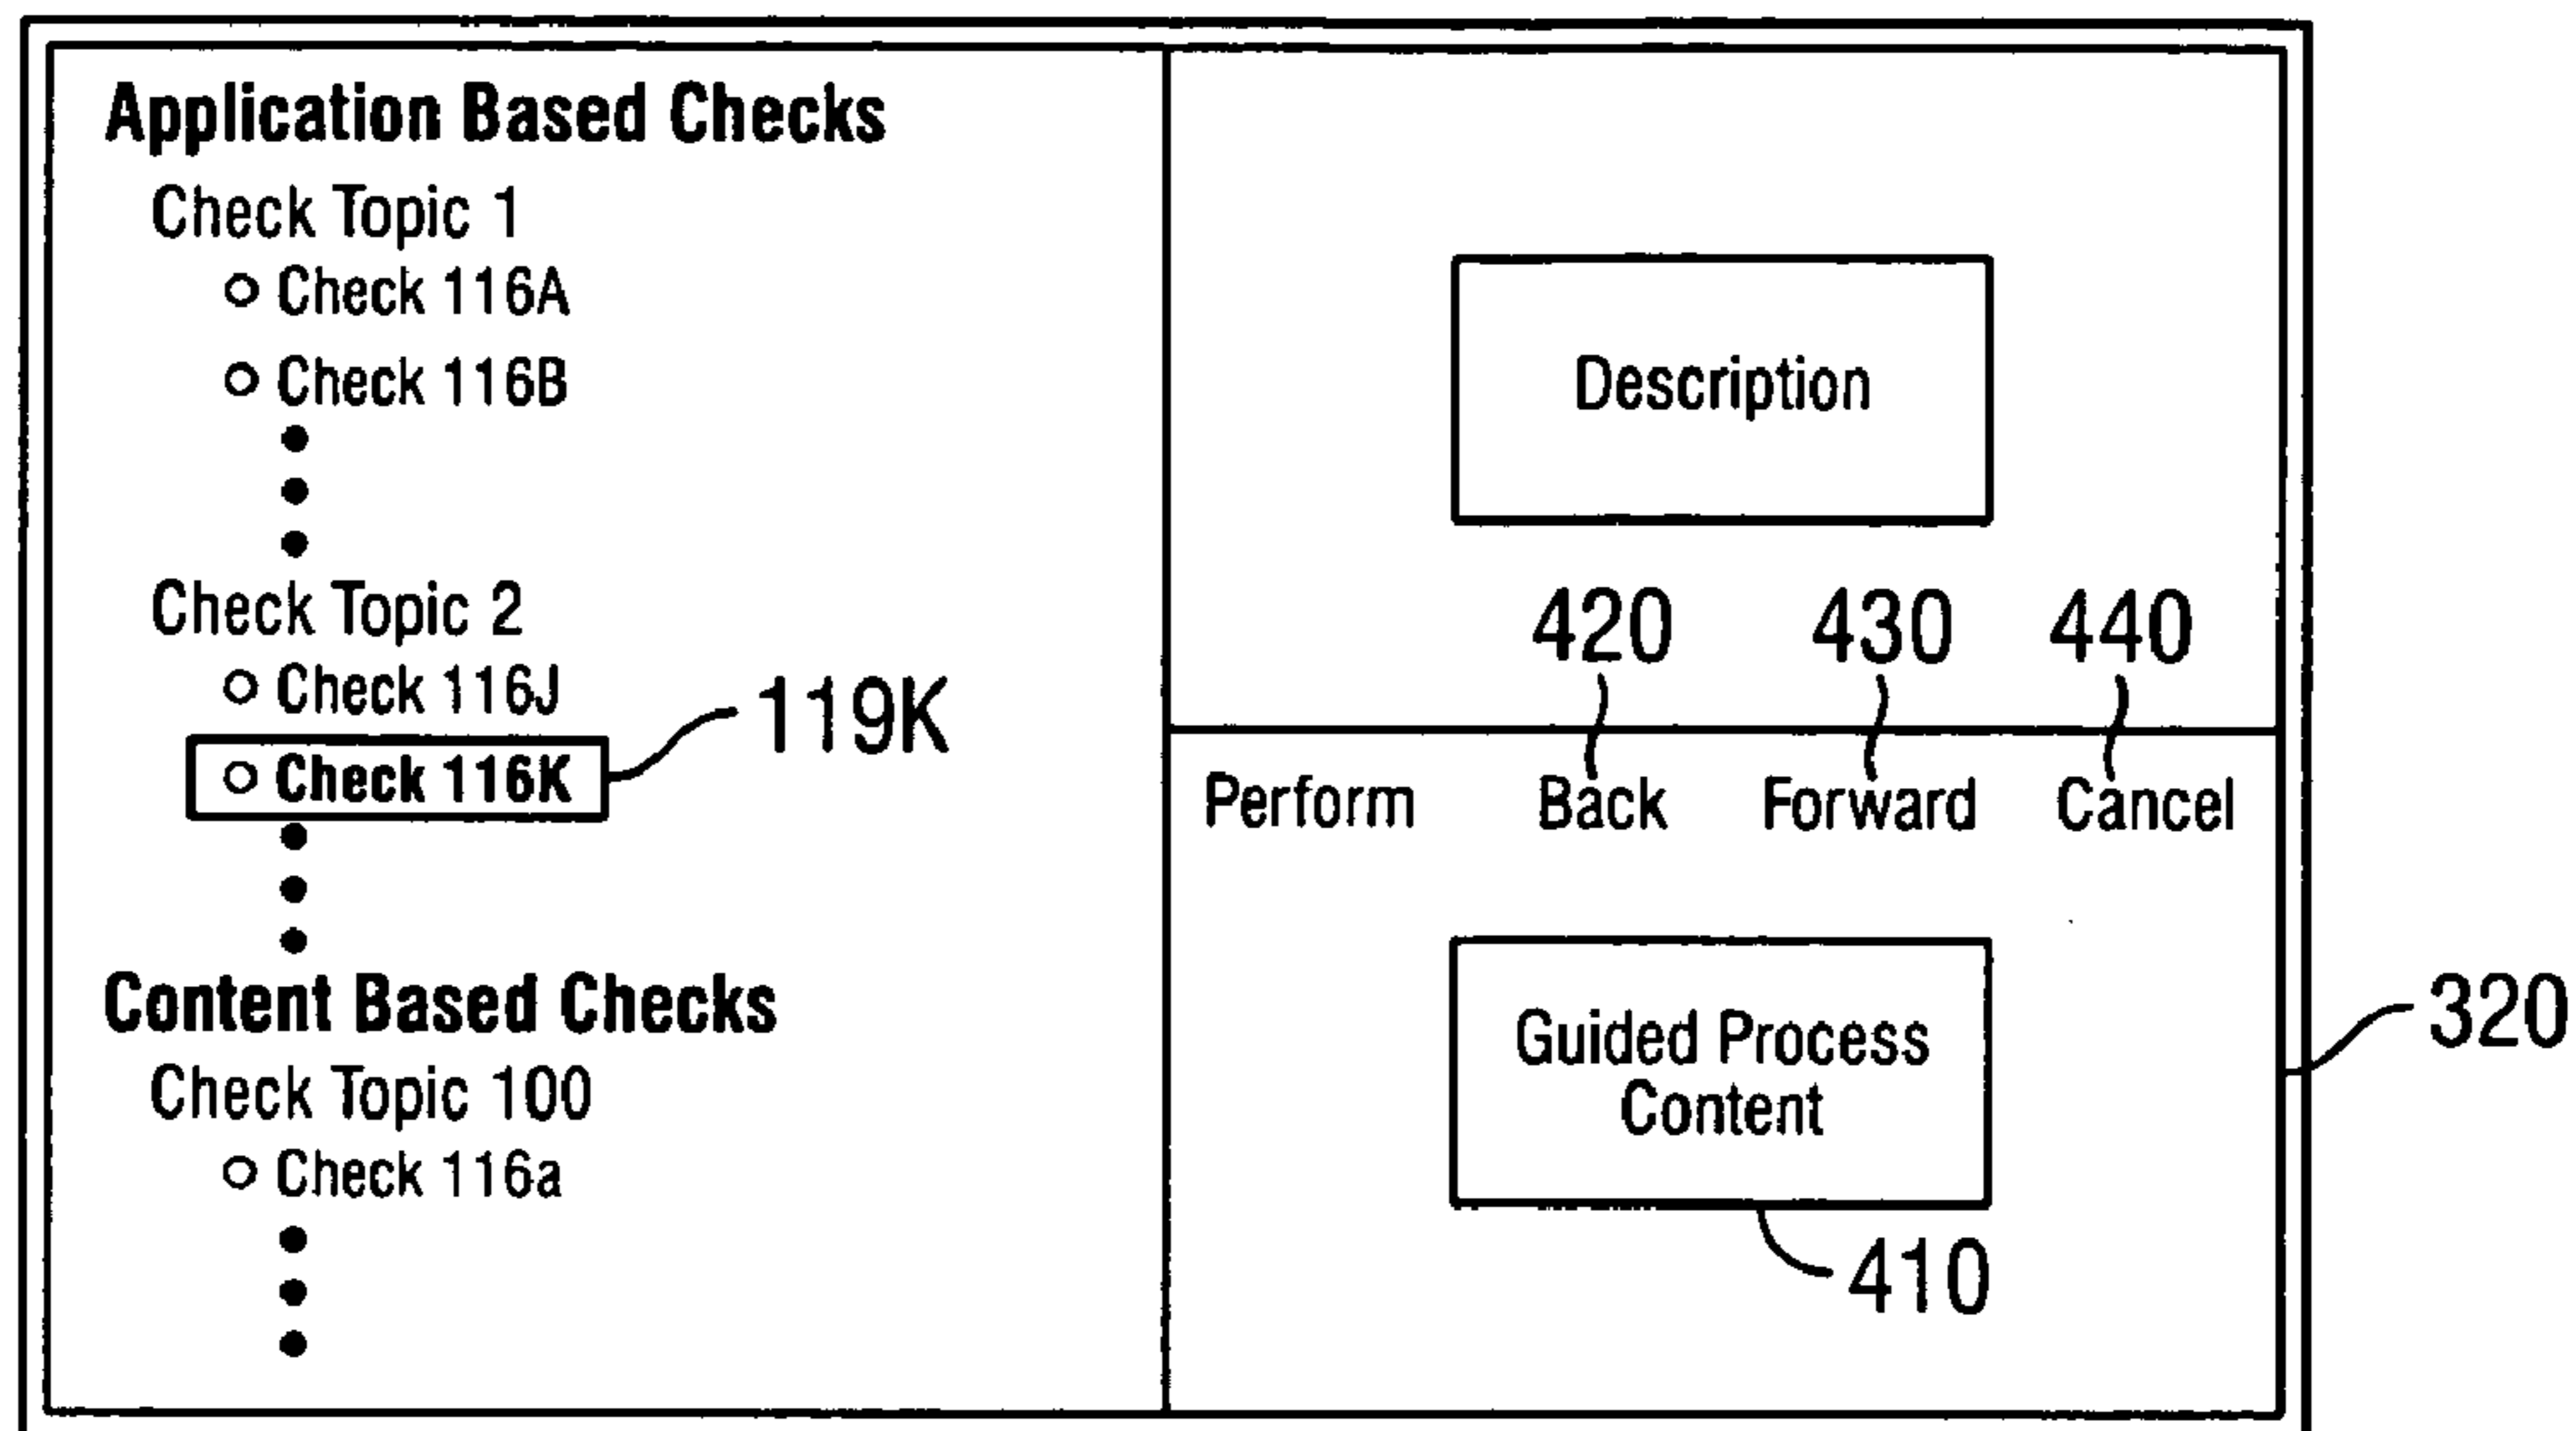 Application Based Checks
Check Topic 1
Check 116A
Check 116B
Check Topic 2
Check 116J
Check 116K
119K
Content Based Checks
Check Topic 100
Check 116a
Description
420 430 440
Perform Back Forward Cancel
Guided Process
Content
410
320